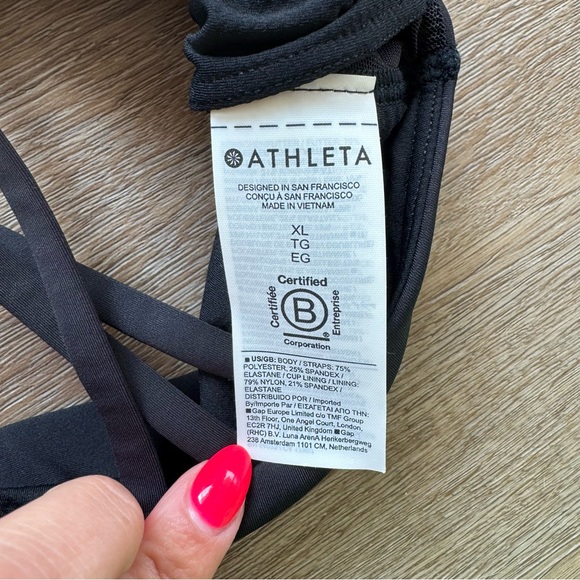 ATHLETA
DESIGNED IN SAN FRANCISCO
CONÇU À SAN FRANCISCO
MADE IN VIETNAM
XL
TG
EG
Certified
Certifiée
B
Entreprise
®
Corporation
■ US/GB: BODY / STRAPS: 75%
POLYESTER, 25% SPANDEX /
ELASTANE / CUP LINING / LINING:
79% NYLON, 21% SPANDEX /
ELASTANE
DISTRIBUIDO POR / Imported
By/Importe Par / ΕΙΣΑΓΕΤΑΙ ΑΠΟ ΤΗΝ:
■ Gap Europe Limited c/o TMF Group
13th Floor, One Angel Court, London,
EC2R 7HJ, United Kingdom ■ Gap
(RHC) B.V. Luna ArenA Herikerbergweg
238 Amsterdam 1101 CM, Netherlands